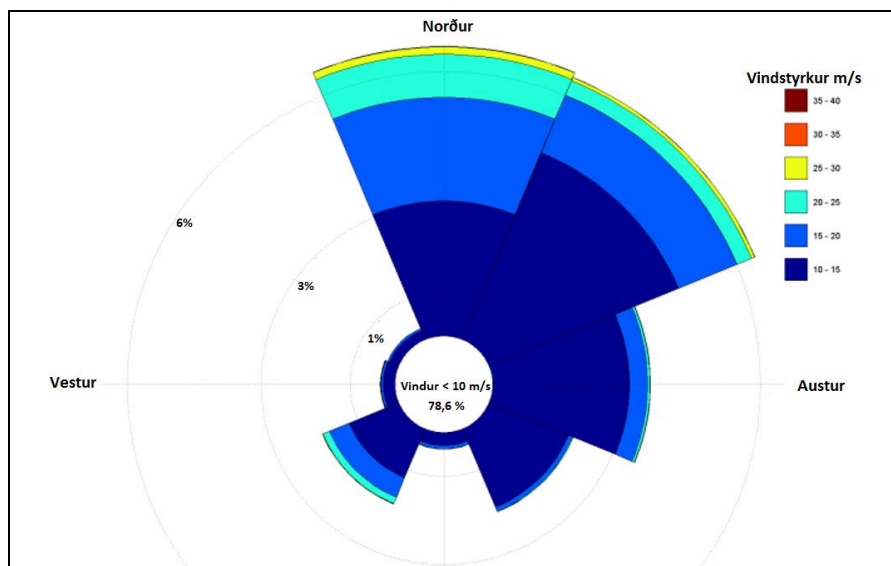 Norður
Vindstyrkur m/s
35 - 40
30 - 35
25 - 30
20 - 25
15 - 20
10 - 15
6%
3%
1%
Vestur
Vindur < 10 m/s
78,6 %
Austur